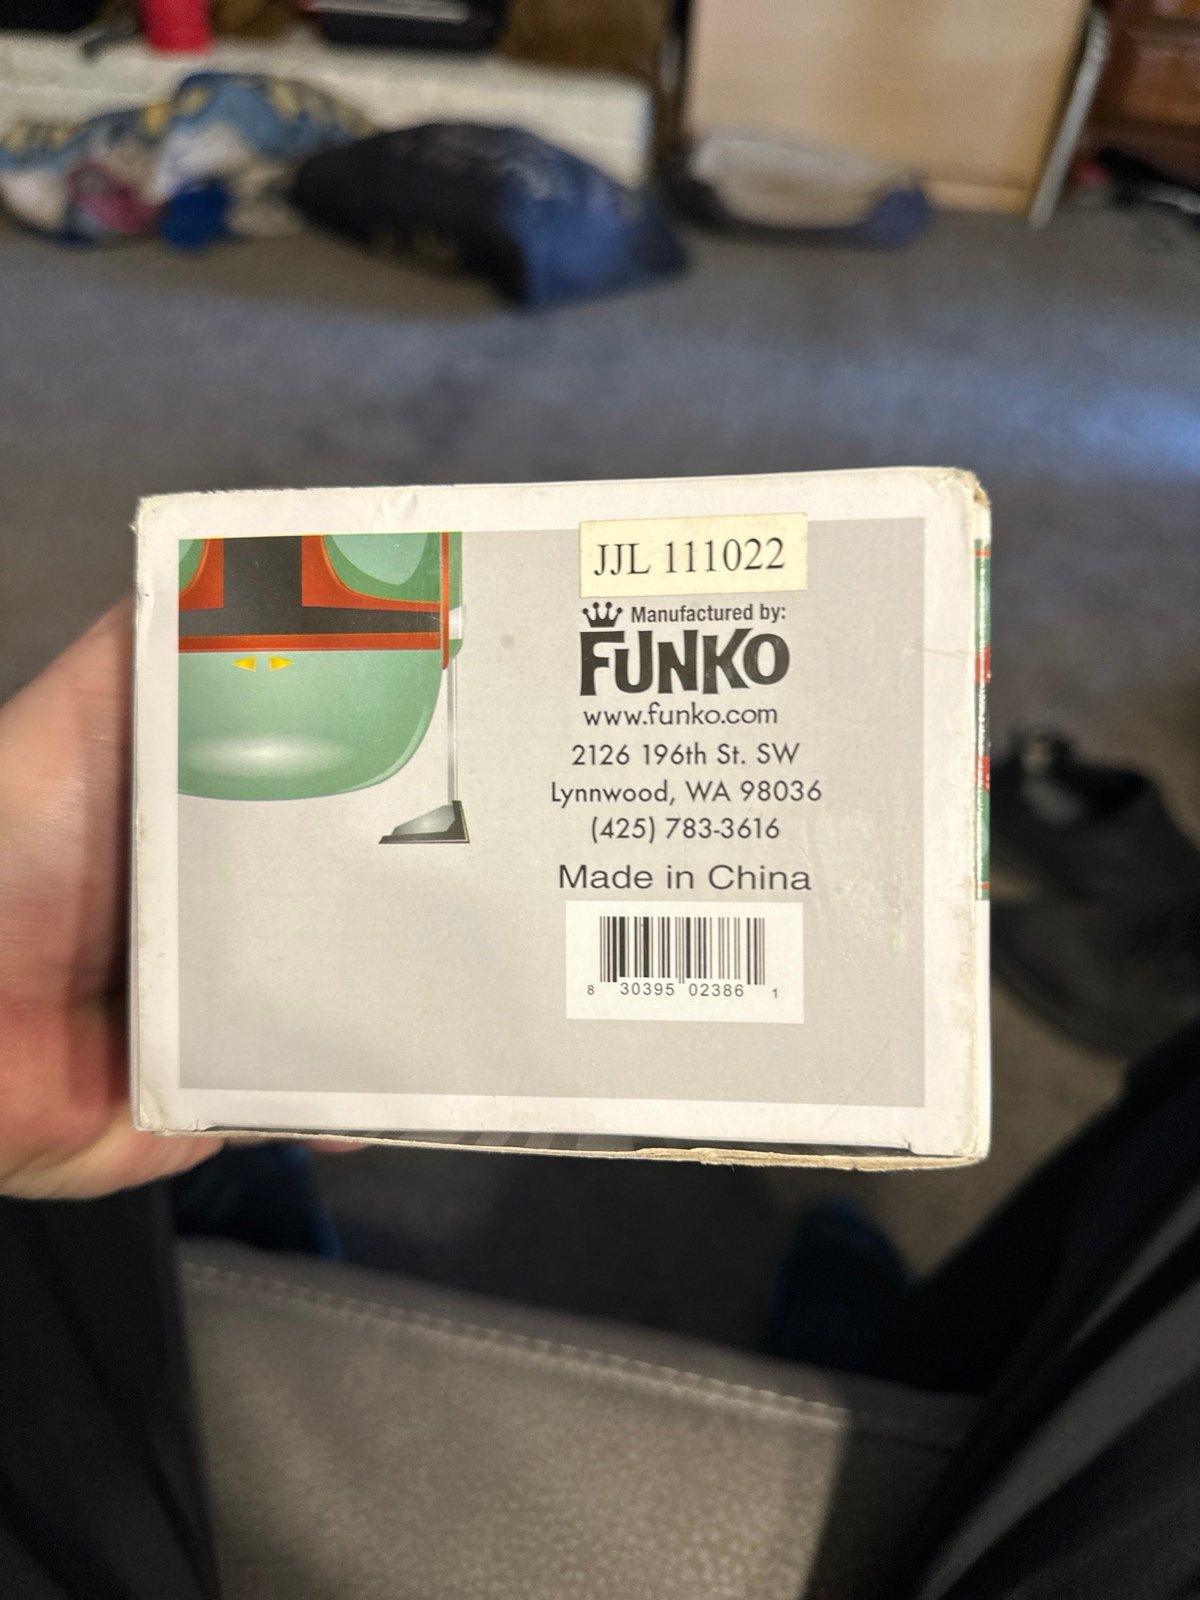 JJL 111022
Manufactured by:
FUNKO
www.funko.com
2126 196th St. SW
Lynnwood, WA 98036
(425) 783-3616
Made in China
8 30395 02386 1